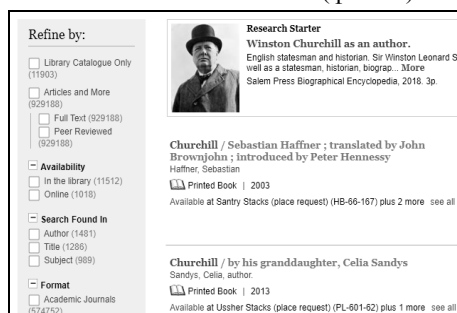 Refine by:
Library Catalogue Only
(11903)
Articles and More
(929188)
Full Text (929188)
Peer Reviewed
(929188)
Availability
In the library (11512)
Online (1018)
Search Found In
Author (1481)
Title (1286)
Subject (989)
Format
Academic Journals
(574752)
Research Starter
Winston Churchill as an author.
English statesman and historian. Sir Winston Leonard S
well as a statesman, historian, biograp... More
Salem Press Biographical Encyclopedia, 2018. 3p.
Churchill / Sebastian Haffner ; translated by John
Brownjohn ; introduced by Peter Hennessy
Haffner, Sebastian
Printed Book | 2003
Available at Santry Stacks (place request) (HB-66-167) plus 2 more see all
Churchill / by his granddaughter, Celia Sandys
Sandys, Celia, author.
Printed Book | 2013
Available at Ussher Stacks (place request) (PL-601-62) plus 1 more see all